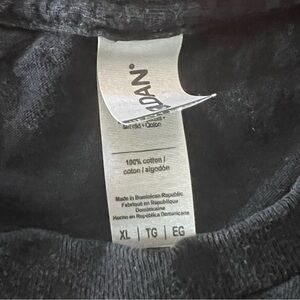 DAN®
100% cotton /
coton / algodón
Made in Dominican Republic
Fabriqué en République
Dominicaine
Hecho en República Dominicana
XL | TG | EG